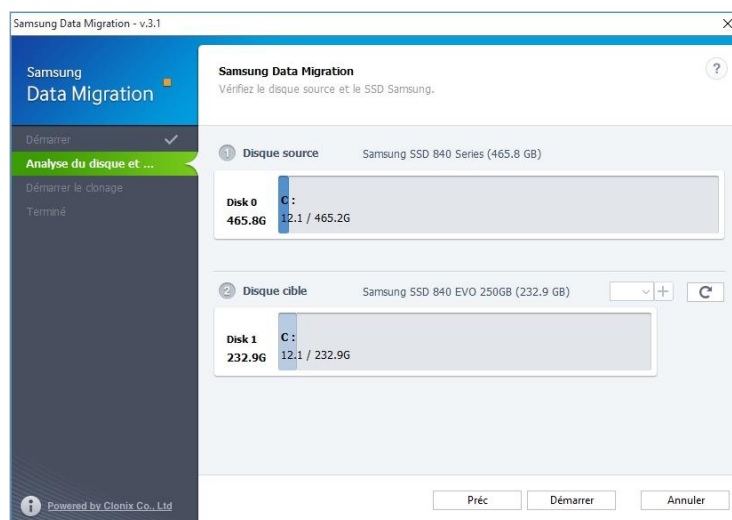 Samsung Data Migration - v.3.1
Samsung
Data Migration
Démarrer
Analyse du disque et ...
Démarrer le clonage
Terminé
Powered by Clonix Co., Ltd
Samsung Data Migration
Vérifiez le disque source et le SSD Samsung.
?
1 Disque source Samsung SSD 840 Series (465.8 GB)
Disk 0
465.8G
C :
12.1 / 465.2G
2 Disque cible Samsung SSD 840 EVO 250GB (232.9 GB)
Disk 1
232.9G
C :
12.1 / 232.9G
Préc Démarrer Annuler